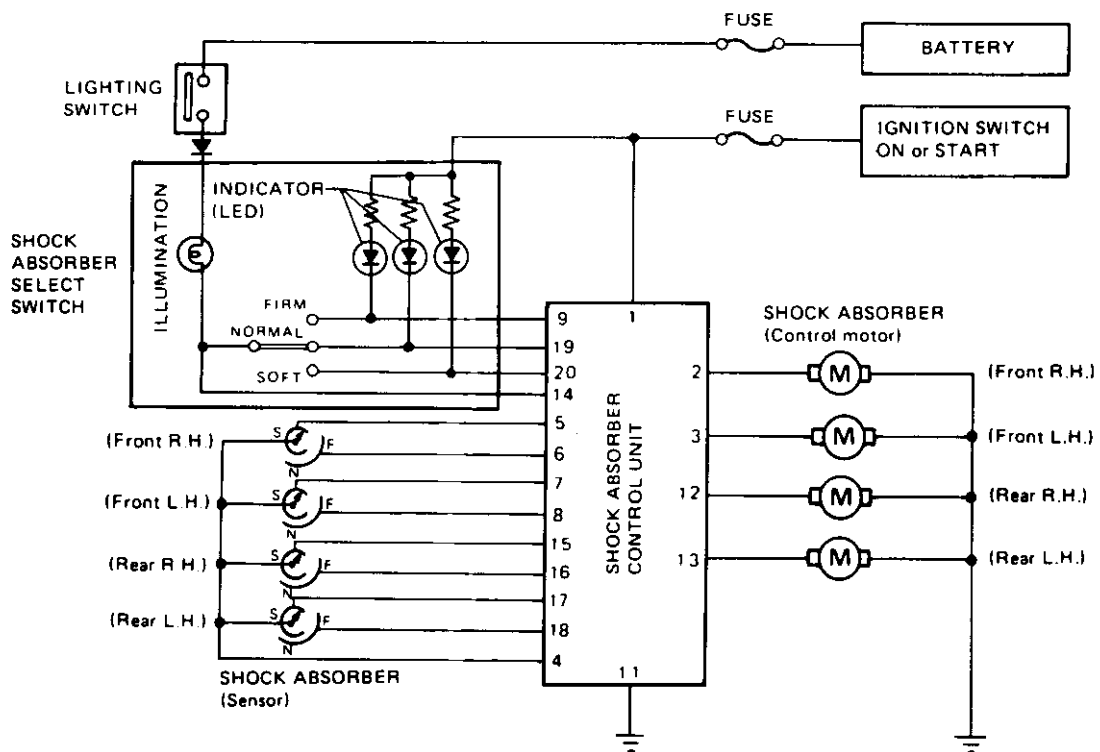 FUSE
BATTERY
LIGHTING
SWITCH
FUSE
IGNITION SWITCH
ON or START
ILLUMINATION
INDICATOR
(LED)
SHOCK
ABSORBER
SELECT
SWITCH
FIRM
NORMAL
SOFT
9
19
20
14
1
SHOCK ABSORBER
CONTROL UNIT
SHOCK ABSORBER
(Control motor)
2
M
(Front R.H.)
3
M
(Front L.H.)
12
M
(Rear R.H.)
13
M
(Rear L.H.)
(Front R.H.)
S
F
N
5
6
(Front L.H.)
S
F
N
7
8
(Rear R.H.)
S
F
N
15
16
(Rear L.H.)
S
F
N
17
18
4
11
SHOCK ABSORBER
(Sensor)